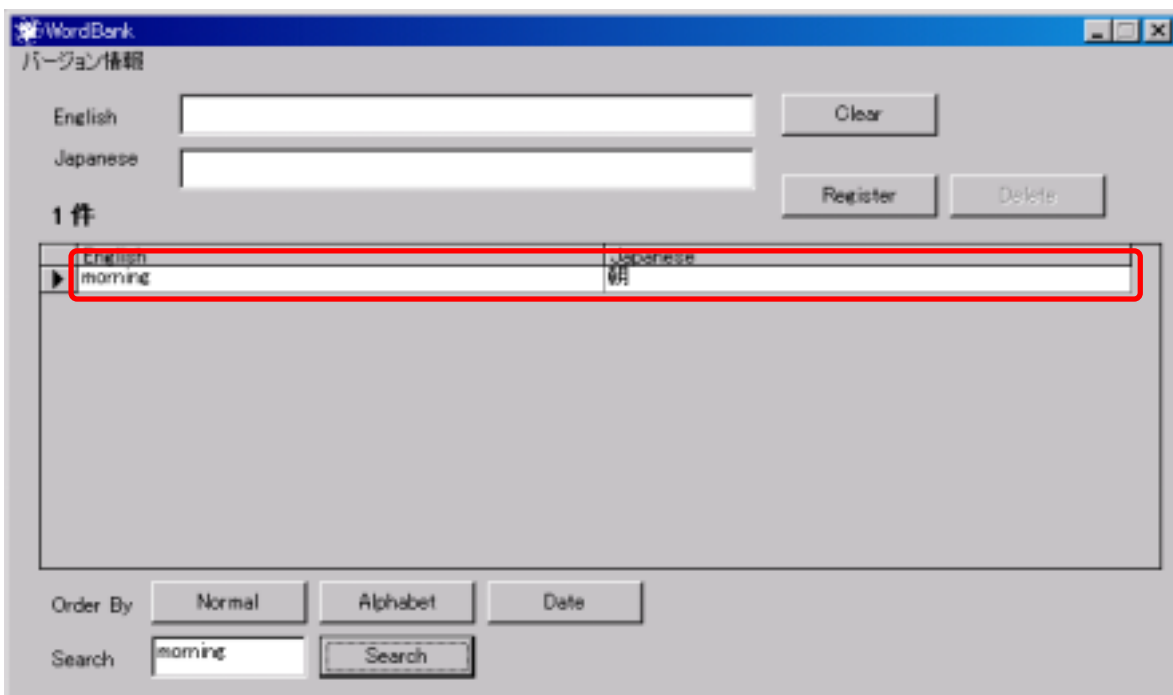 WordBank
バージョン情報
English
Clear
Japanese
Register
Delete
1 件
English Japanese
morning 朝
Order By Normal Alphabet Date
Search morning Search